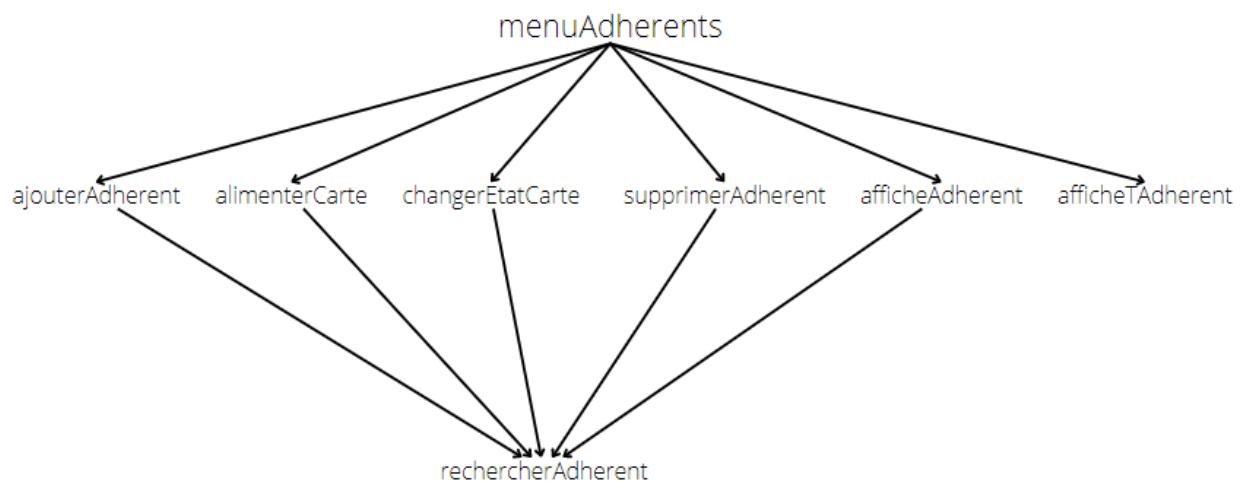 menuAdherents
ajouterAdherent alimenterCarte changerEtatCarte supprimerAdherent afficheAdherent afficheTAdherent
rechercherAdherent